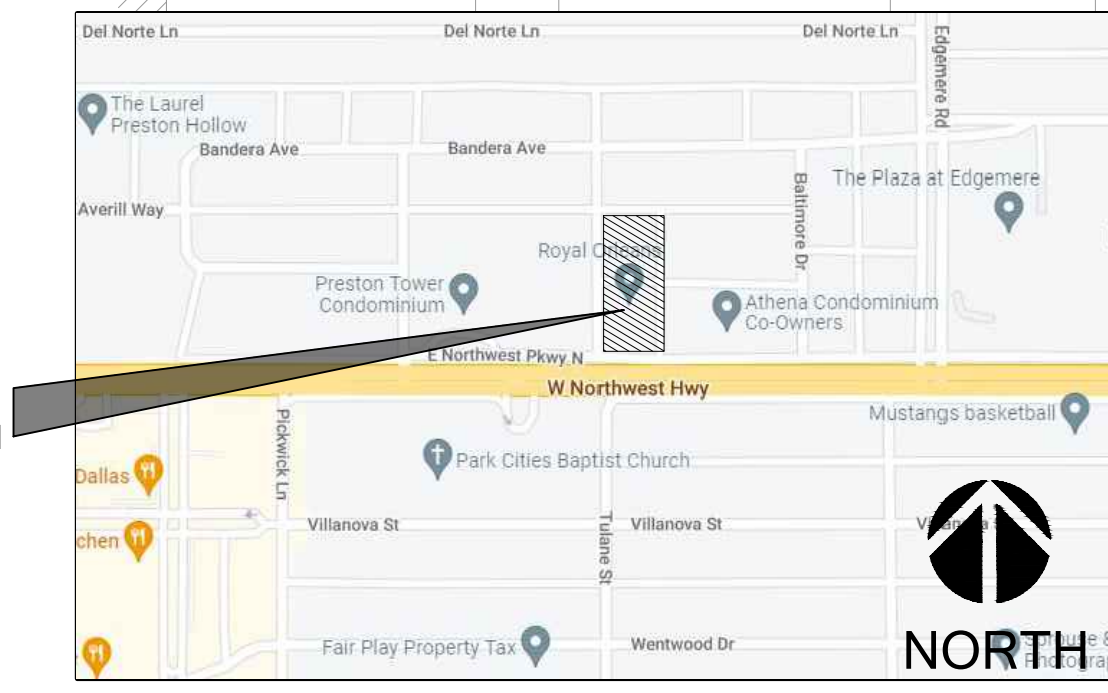 Del Norte Ln
Del Norte Ln
Del Norte Ln
Edgemere Rd
The Laurel
Preston Hollow
Bandera Ave
Bandera Ave
The Plaza at Edgemere
Baltimore Dr
Averill Way
Royal Orleans
Preston Tower
Condominium
Athena Condominium
Co-Owners
E Northwest Pkwy N
W Northwest Hwy
Mustangs basketball
Pickwick Ln
Park Cities Baptist Church
Dallas
Villanova St
Villanova St
Tulane St
chen
Fair Play Property Tax
Wentwood Dr
NORTH